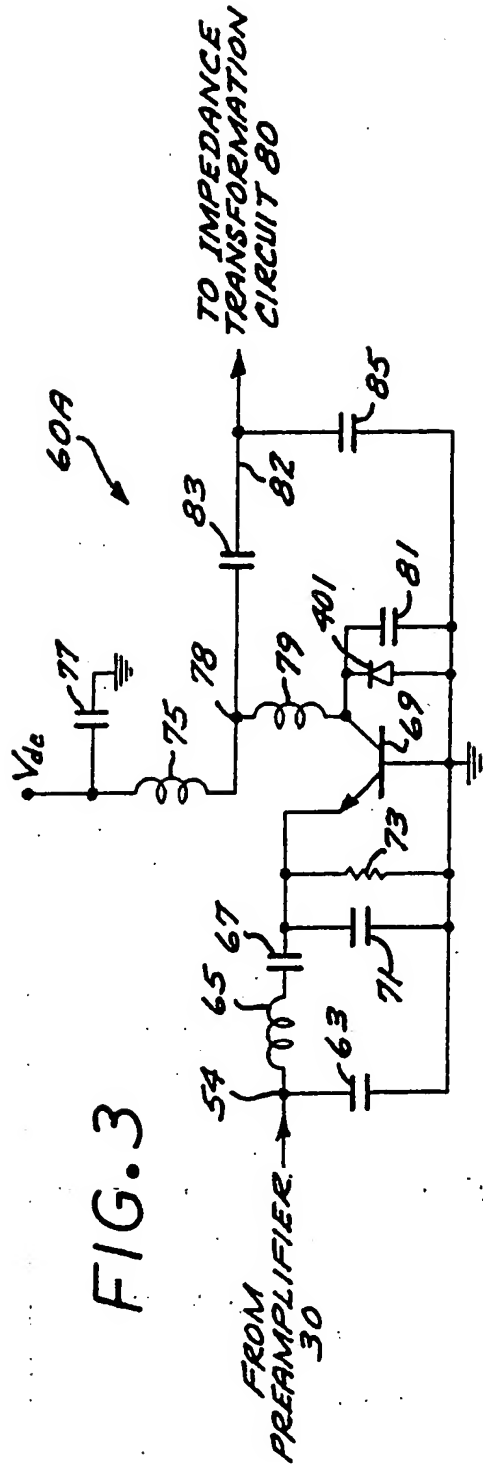 FIG. 3
60A
Vdc
77
75
78
83
82
TO IMPEDANCE
TRANSFORMATION
CIRCUIT 80
85
79
401
81
69
73
71
67
65
54
63
FROM
PREAMPLIFIER
30